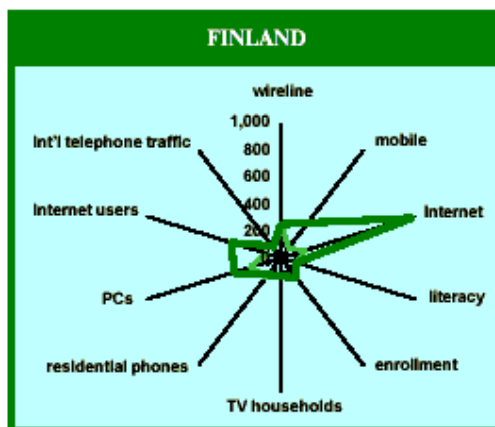 FINLAND
wireline
1,000
mobile
Int'l telephone traffic
800
600
400
Internet users
Internet
200
0
PCs
literacy
residential phones
enrollment
TV households